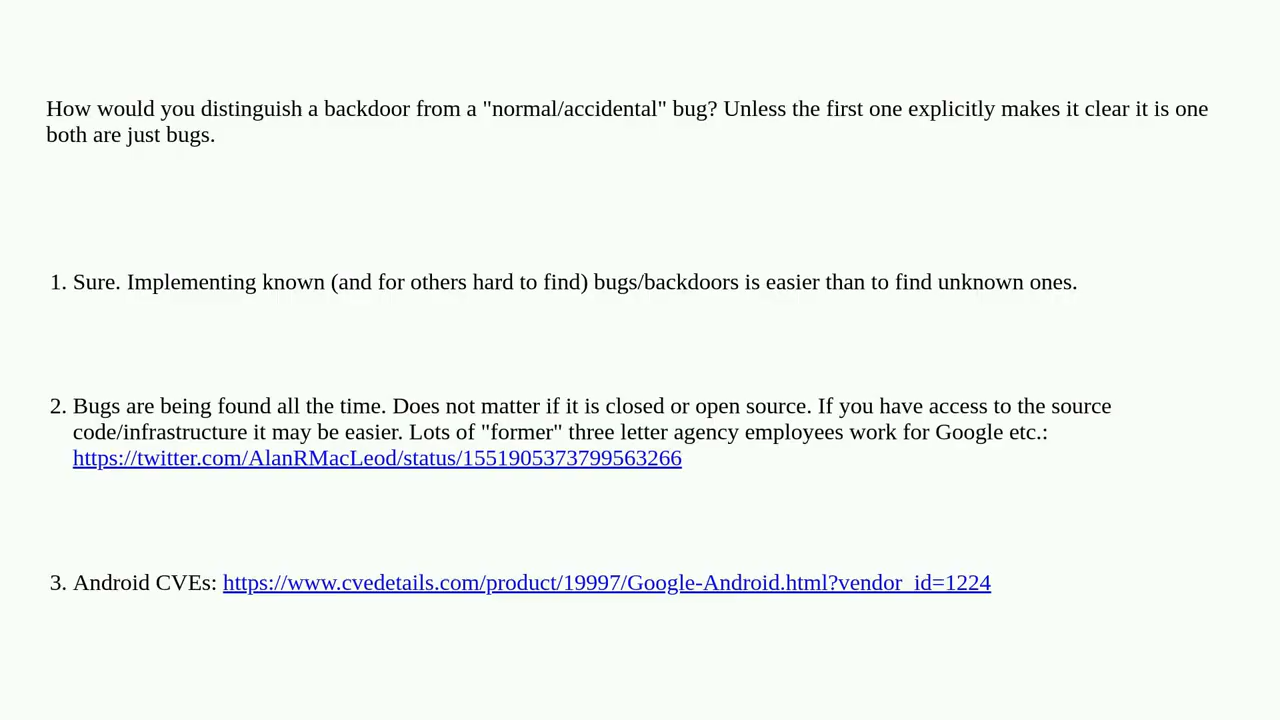 How would you distinguish a backdoor from a "normal/accidental" bug? Unless the first one explicitly makes it clear it is one
both are just bugs.
1. Sure. Implementing known (and for others hard to find) bugs/backdoors is easier than to find unknown ones.
2. Bugs are being found all the time. Does not matter if it is closed or open source. If you have access to the source
code/infrastructure it may be easier. Lots of "former" three letter agency employees work for Google etc.:
https://twitter.com/AlanRMacLeod/status/1551905373799563266
3. Android CVEs: https://www.cvedetails.com/product/19997/Google-Android.html?vendor_id=1224